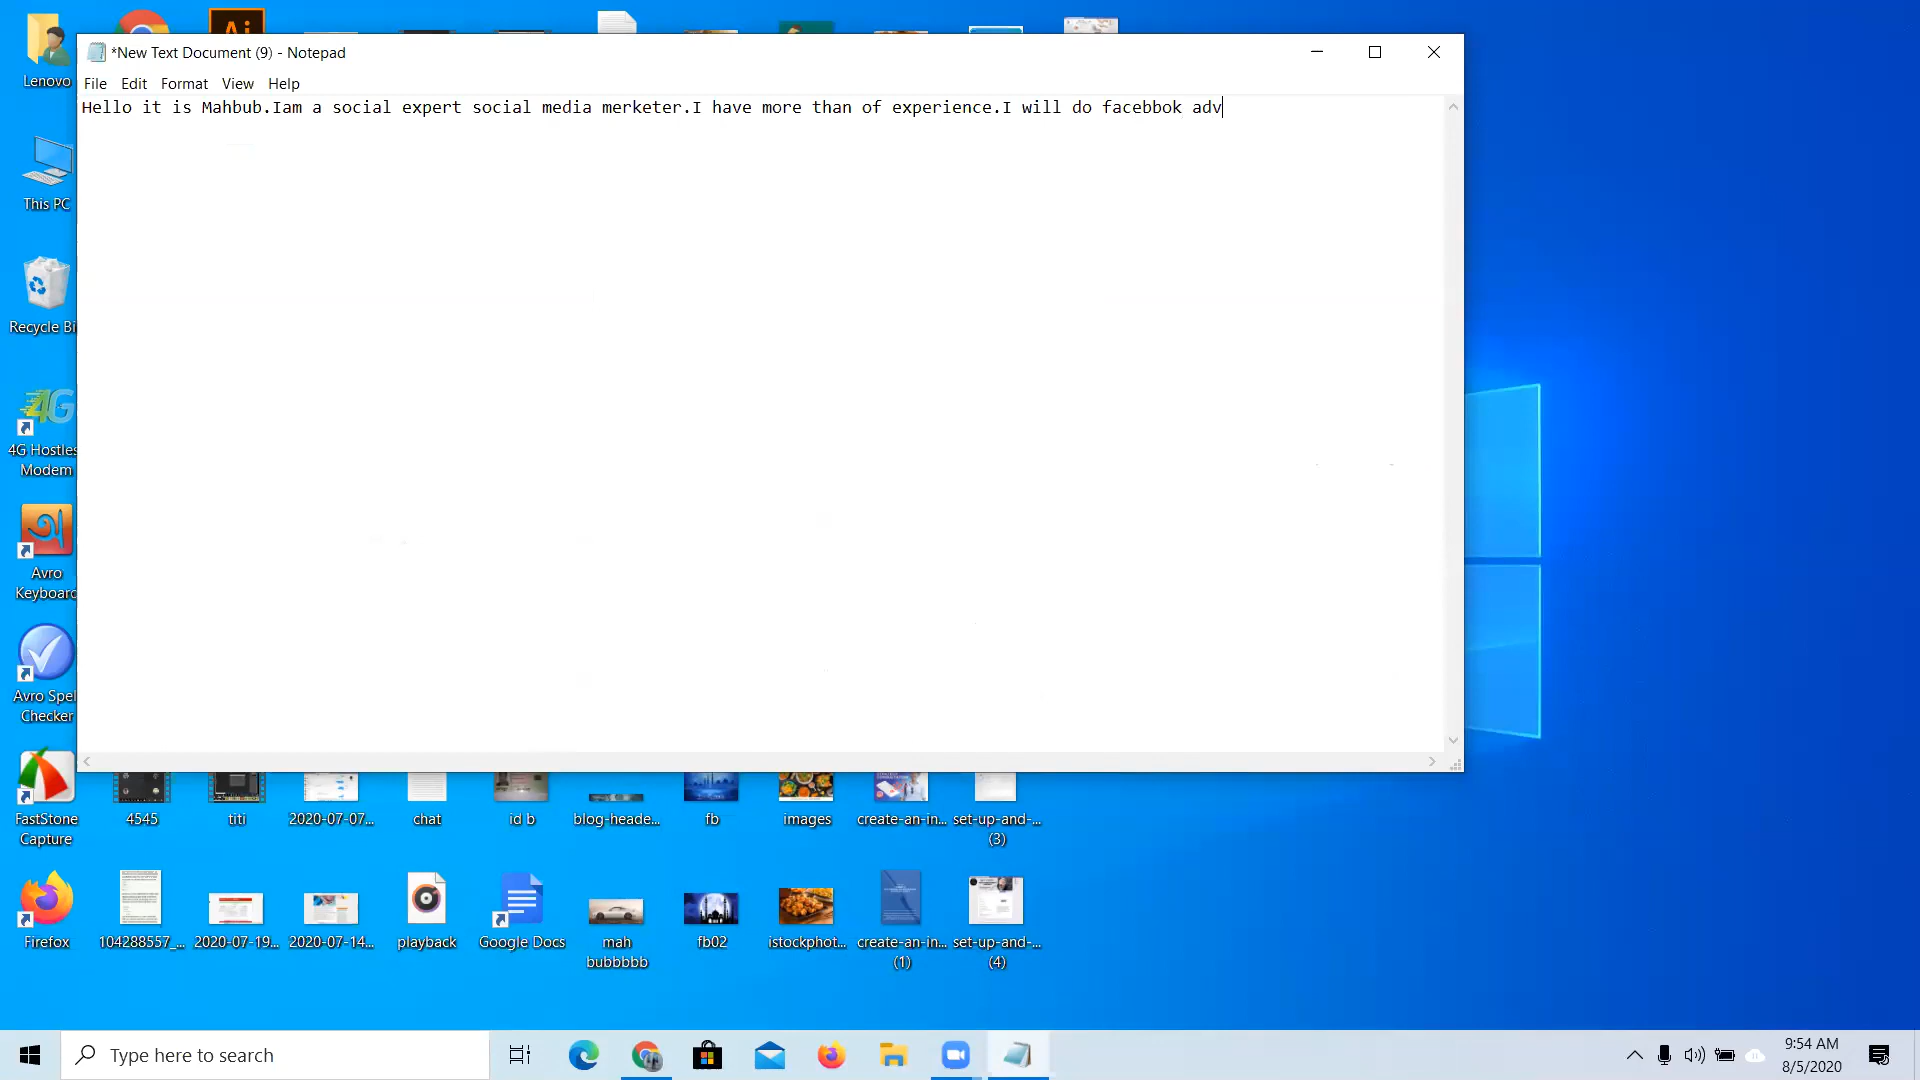 Ai
*New Text Document (9) - Notepad
File Edit Format View Help
Hello it is Mahbub.Iam a social expert social media merketer.I have more than of experience.I will do facebbok adv
Lenovo
This PC
Recycle Bi
4G Hostles
Modem
অ
Avro
Keyboard
Avro Spel
Checker
FastStone
Capture
4545
titi
2020-07-07...
chat
id b
blog-heade...
fb
images
create-an-in...
set-up-and-...
(3)
Firefox
104288557_...
2020-07-19...
2020-07-14...
playback
Google Docs
mah
bubbbbb
fb02
istockphot...
create-an-in...
(1)
set-up-and-...
(4)
Type here to search
9:54 AM
8/5/2020